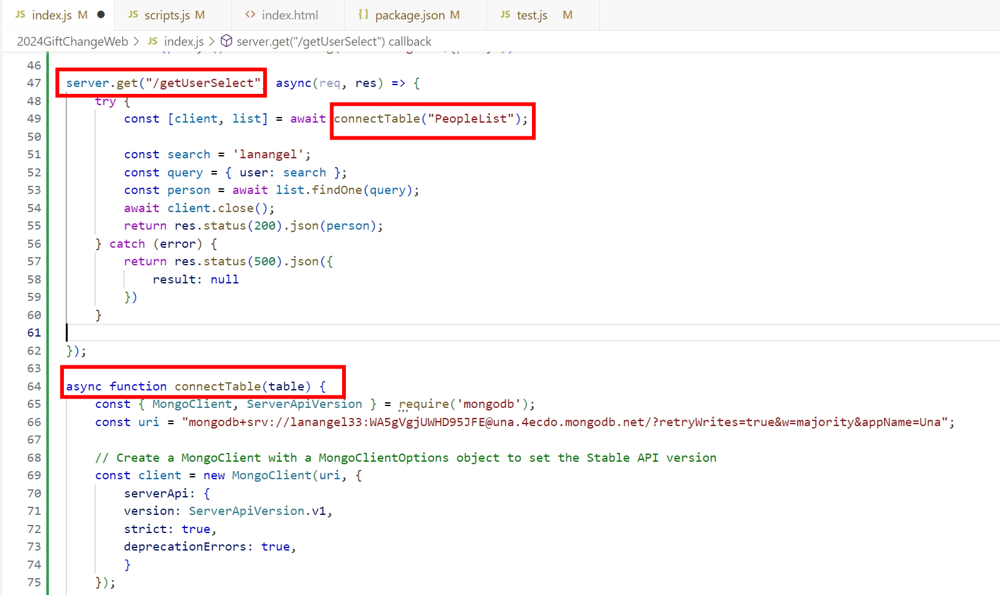 JS index.js M ●
JS scripts.js M
<> index.html
{} package.json M
JS test.js M
2024GiftChangeWeb > JS index.js > server.get("/getUserSelect") callback
46
47 server.get("/getUserSelect", async(req, res) => {
48 try {
49 const [client, list] = await connectTable("PeopleList");
50
51 const search = 'lanangel';
52 const query = { user: search };
53 const person = await list.findOne(query);
54 await client.close();
55 return res.status(200).json(person);
56 } catch (error) {
57 return res.status(500).json({
58 result: null
59 })
60 }
61
62 });
63
64 async function connectTable(table) {
65 const { MongoClient, ServerApiVersion } = require('mongodb');
66 const uri = "mongodb+srv://lanangel33:WA5gVgjUWHD95JFE@una.4ecdo.mongodb.net/?retryWrites=true&w=majority&appName=Una";
67
68 // Create a MongoClient with a MongoClientOptions object to set the Stable API version
69 const client = new MongoClient(uri, {
70 serverApi: {
71 version: ServerApiVersion.v1,
72 strict: true,
73 deprecationErrors: true,
74 }
75 });